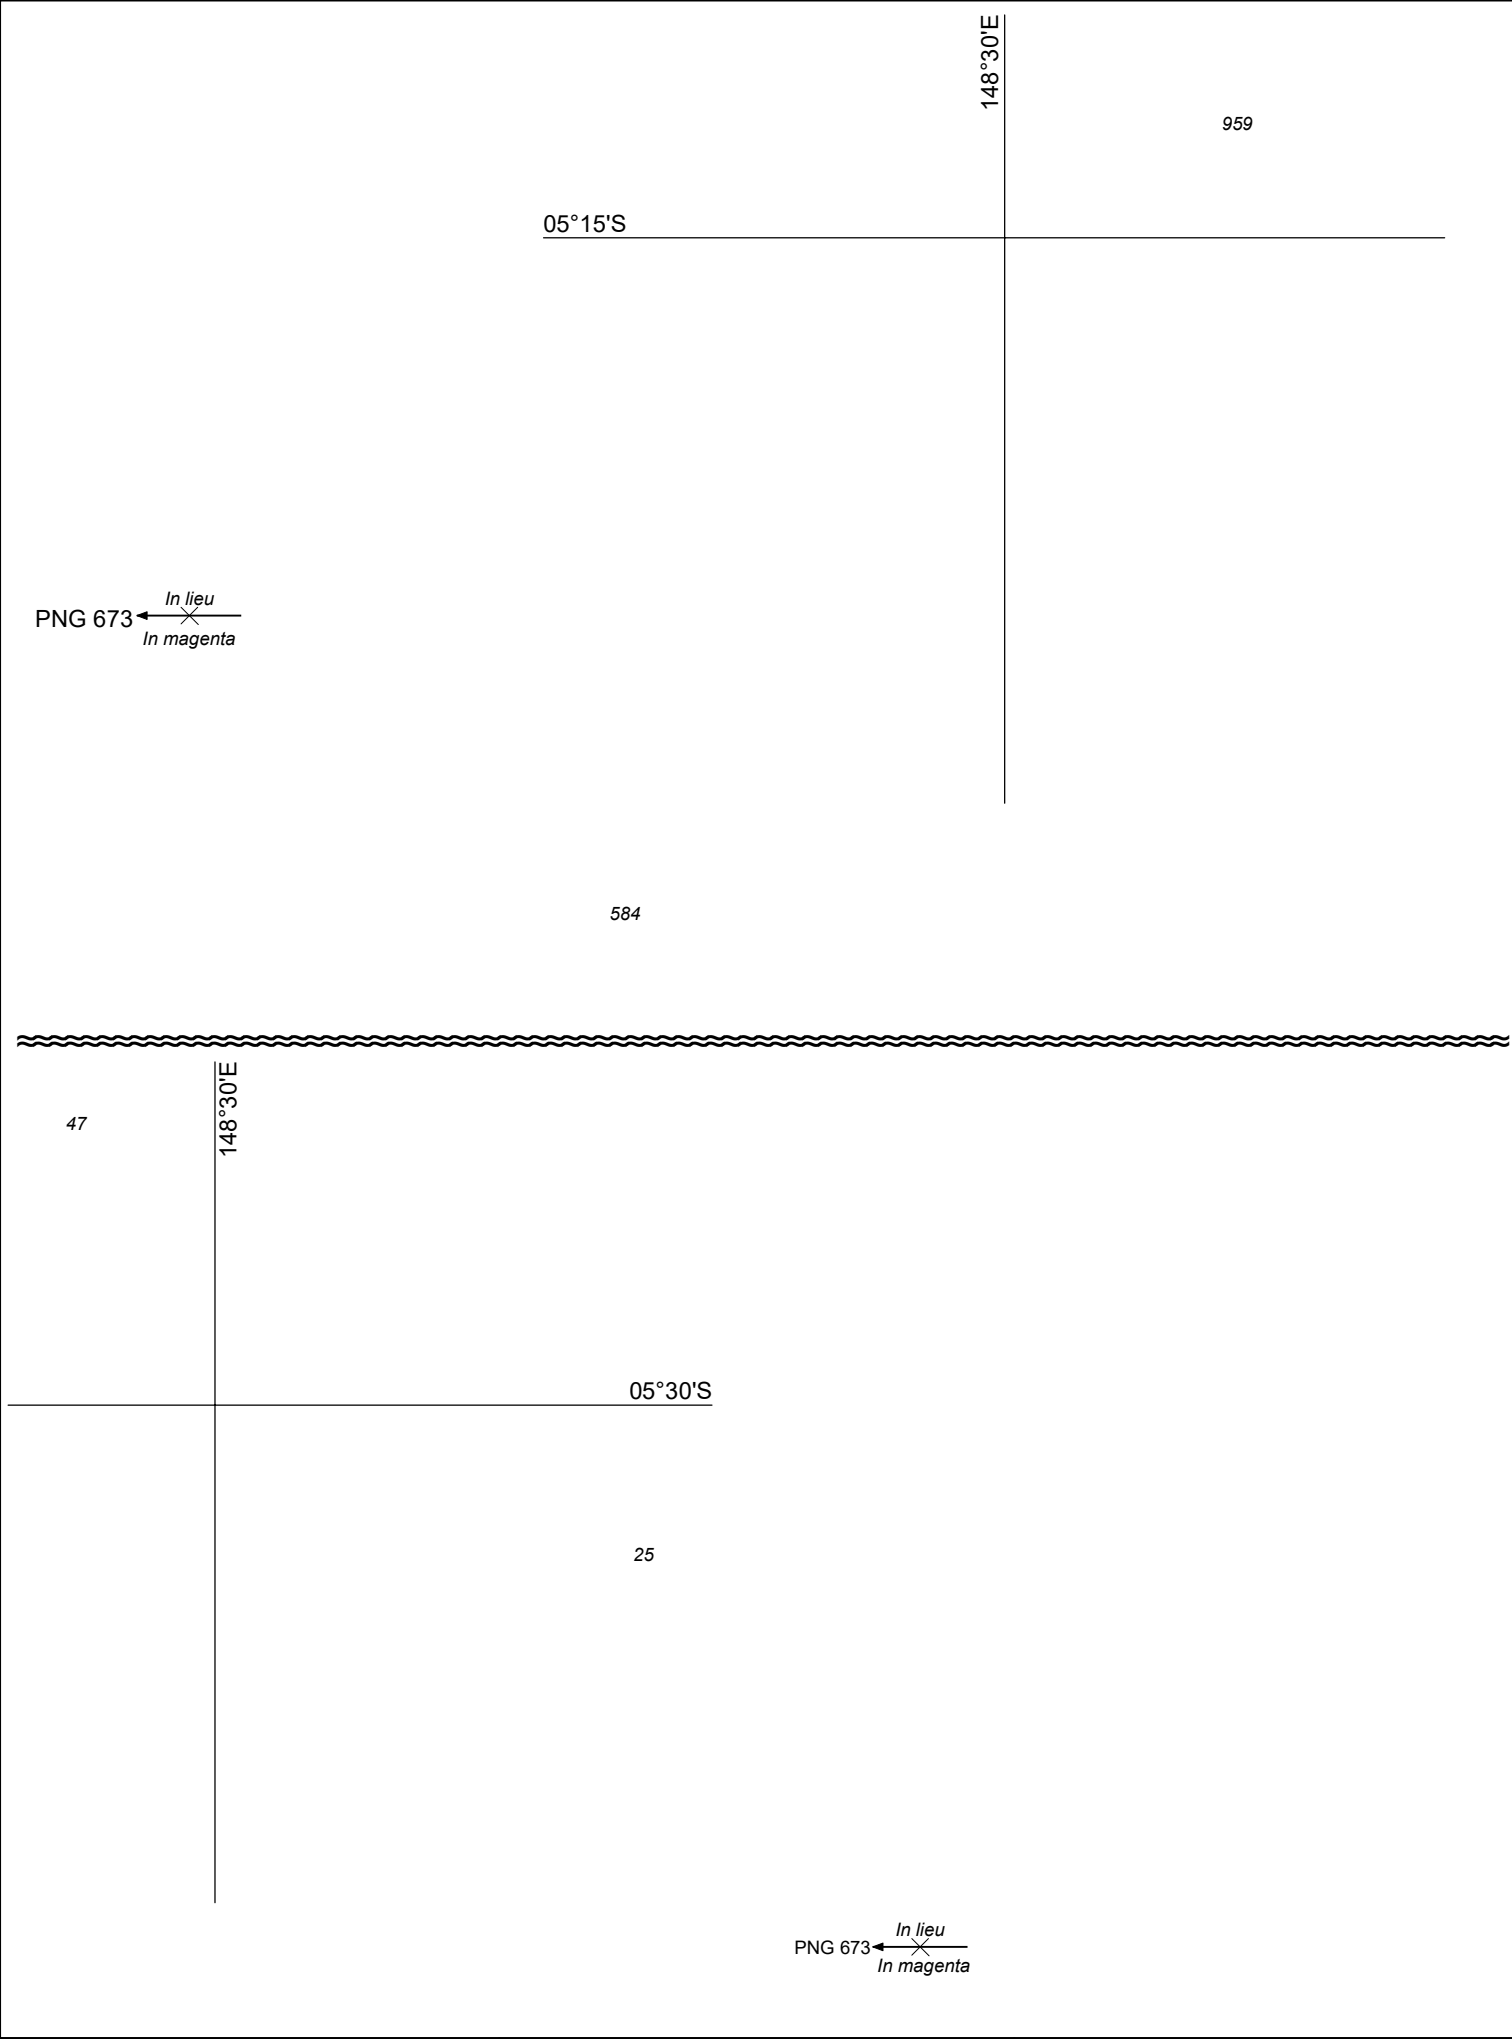 148°30'E
959
05°15'S
In lieu
PNG 673
In magenta
584
148°30'E
47
05°30'S
25
In lieu
PNG 673
In magenta